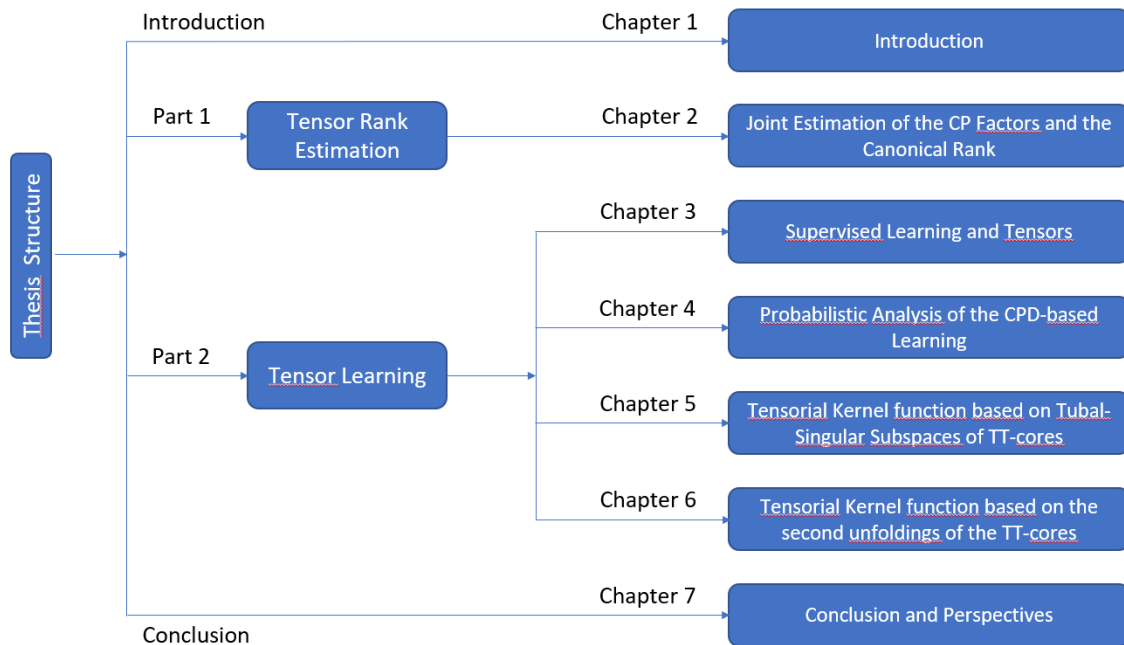 Thesis Structure
Introduction
Chapter 1
Introduction
Part 1
Tensor Rank
Estimation
Chapter 2
Joint Estimation of the CP Factors and the
Canonical Rank
Chapter 3
Supervised Learning and Tensors
Chapter 4
Probabilistic Analysis of the CPD-based
Learning
Part 2
Tensor Learning
Chapter 5
Tensorial Kernel function based on Tubal-
Singular Subspaces of TT-cores
Chapter 6
Tensorial Kernel function based on the
second unfoldings of the TT-cores
Chapter 7
Conclusion and Perspectives
Conclusion